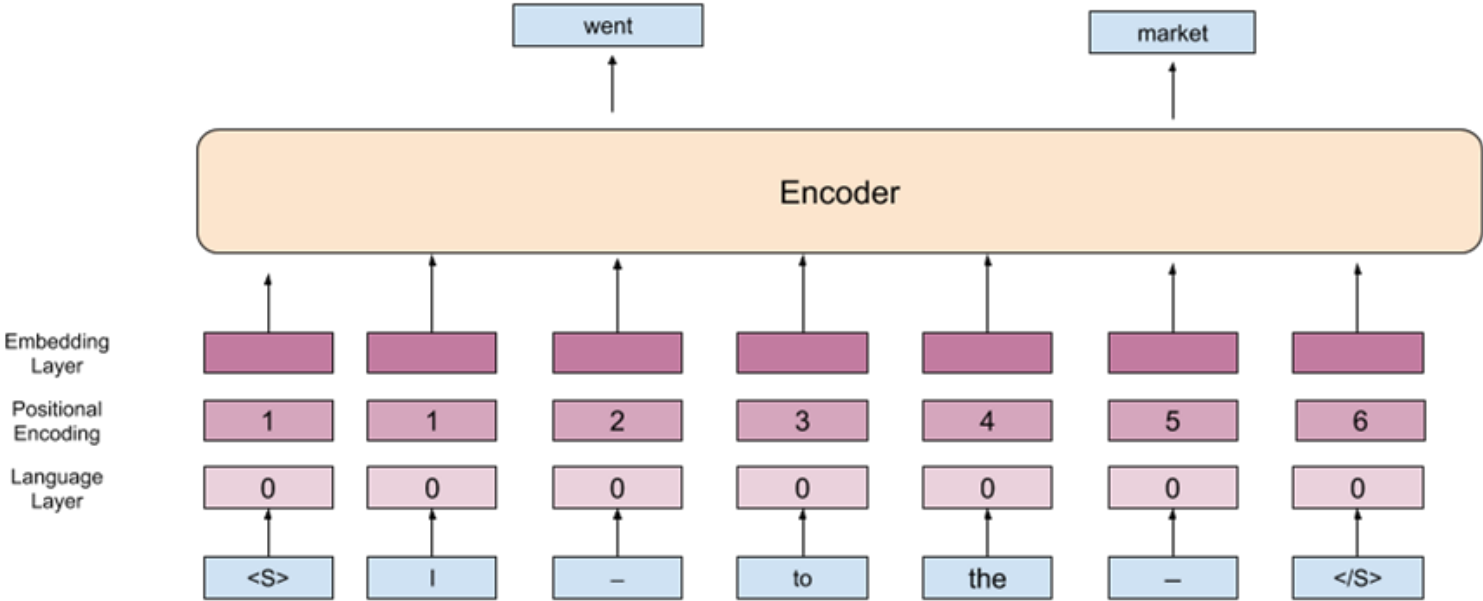 went
market
Encoder
Embedding
Layer
Positional
Encoding
1 1 2 3 4 5 6
Language
Layer
0 0 0 0 0 0 0
<S> I – to the – </S>